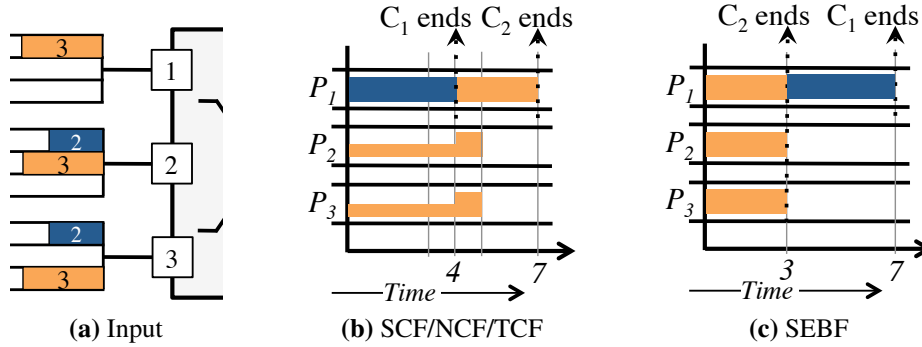 3
1
2
3
2
2
3
3
(a) Input
C1 ends C2 ends
P1
P2
P3
4 7
Time
(b) SCF/NCF/TCF
C2 ends C1 ends
P1
P2
P3
3 7
Time
(c) SEBF